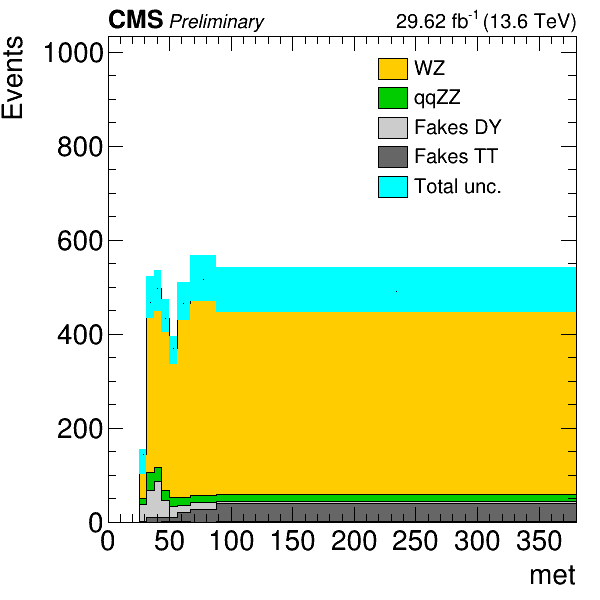 CMS Preliminary 29.62 fb-1 (13.6 TeV)
Events
1000
800
600
400
200
0
WZ
qqZZ
Fakes DY
Fakes TT
Total unc.
0 50 100 150 200 250 300 350
met